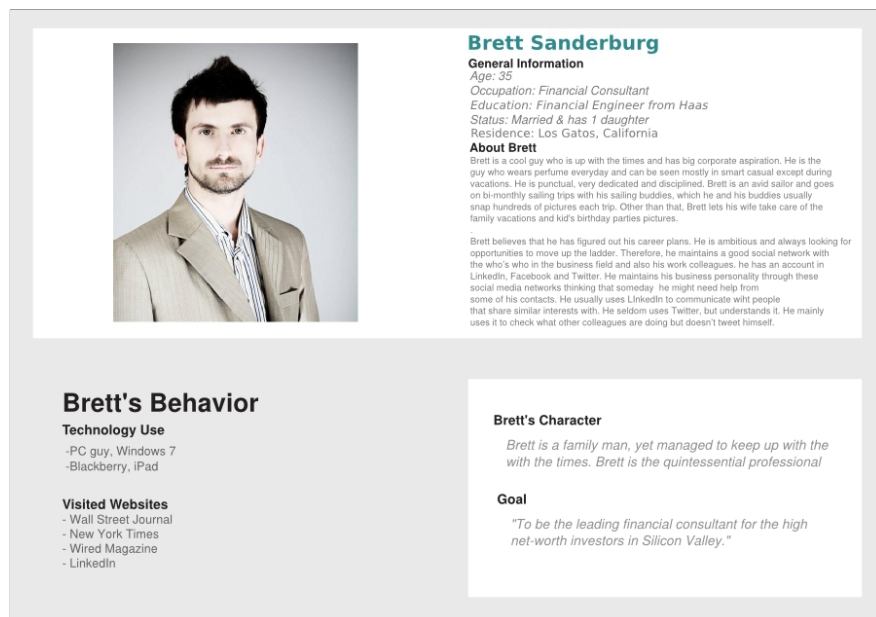 Brett Sanderburg
General Information
Age: 35
Occupation: Financial Consultant
Education: Financial Engineer from Haas
Status: Married & has 1 daughter
Residence: Los Gatos, California
About Brett
Brett is a cool guy who is up with the times and has big corporate aspiration. He is the
guy who wears perfume everyday and can be seen mostly in smart casual except during
vacations. He is punctual, very dedicated and disciplined. Brett is an avid sailor and goes
on bi-monthly sailing trips with his sailing buddies, which he and his buddies usually
snap hundreds of pictures each trip. Other than that, Brett lets his wife take care of the
family vacations and kid's birthday parties pictures.
.
Brett believes that he has figured out his career plans. He is ambitious and always looking for
opportunities to move up the ladder. Therefore, he maintains a good social network with
the who's who in the business field and also his work colleagues. he has an account in
LinkedIn, Facebook and Twitter. He maintains his business personality through these
social media networks thinking that someday he might need help from
some of his contacts. He usually uses LInkedIn to communicate wiht people
that share similar interests with. He seldom uses Twitter, but understands it. He mainly
uses it to check what other colleagues are doing but doesn't tweet himself.
Brett's Behavior
Technology Use
-PC guy, Windows 7
-Blackberry, iPad
Visited Websites
- Wall Street Journal
- New York Times
- Wired Magazine
- LinkedIn
Brett's Character
Brett is a family man, yet managed to keep up with the
with the times. Brett is the quintessential professional
Goal
"To be the leading financial consultant for the high
net-worth investors in Silicon Valley."